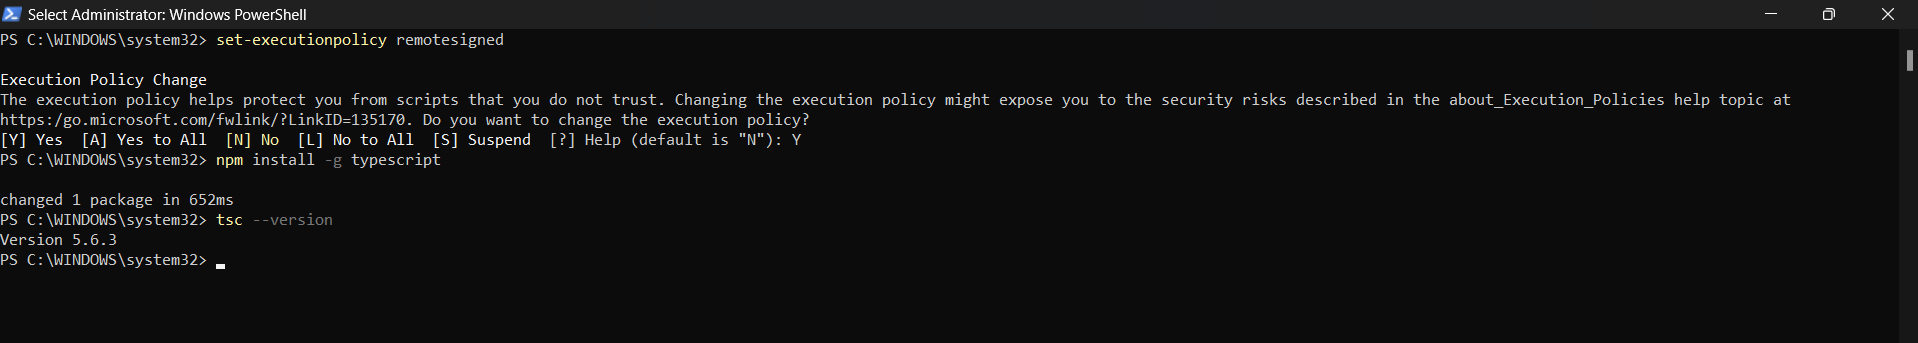 Select Administrator: Windows PowerShell
PS C:\WINDOWS\system32> set-executionpolicy remotesigned
Execution Policy Change
The execution policy helps protect you from scripts that you do not trust. Changing the execution policy might expose you to the security risks described in the about_Execution_Policies help topic at
https:/go.microsoft.com/fwlink/?LinkID=135170. Do you want to change the execution policy?
[Y] Yes  [A] Yes to All  [N] No  [L] No to All  [S] Suspend  [?] Help (default is "N"): Y
PS C:\WINDOWS\system32> npm install -g typescript
changed 1 package in 652ms
PS C:\WINDOWS\system32> tsc --version
Version 5.6.3
PS C:\WINDOWS\system32>